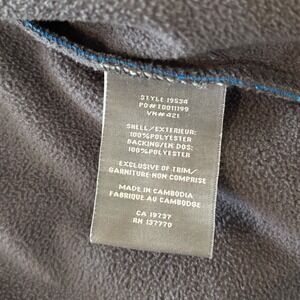 STYLE 19534
PO#T0011199
VN#421
SHELL/EXTERIEUR:
100%POLYESTER
BACKING/EN DOS:
100%POLYESTER
EXCLUSIVE OF TRIM/
GARNITURE NON COMPRISE
MADE IN CAMBODIA
FABRIQUE AU CAMBODGE
CA 19737
RN 137770